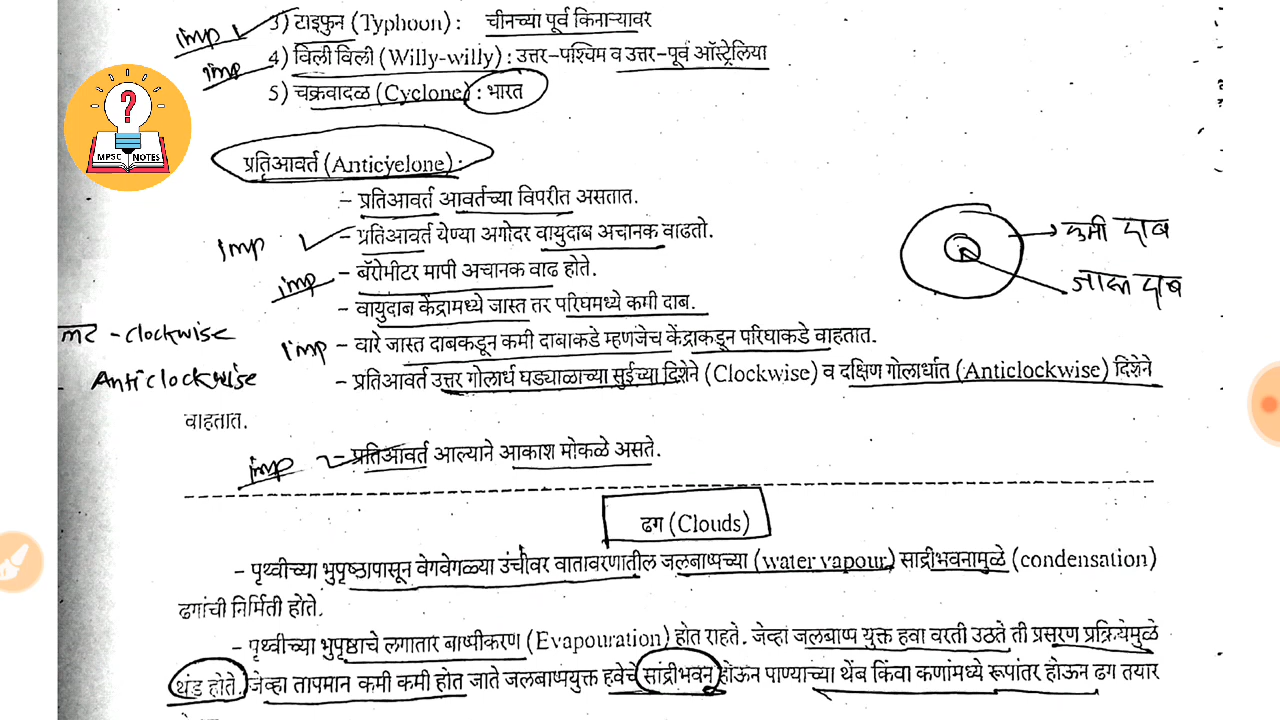 imp ✓ 3) टाइफुन (Typhoon) : चीनच्या पूर्व किनाऱ्यावर
imp 4) विली विली (Willy-willy) : उत्तर-पश्चिम व उत्तर-पूर्व ऑस्ट्रेलिया
5) चक्रवादळ (Cyclone) : भारत
?
MPSC NOTES
प्रतिआवर्त (Anticyelone) :
– प्रतिआवर्त आवर्तच्या विपरीत असतात.
imp ✓ – प्रतिआवर्त येण्या अगोदर वायुदाब अचानक वाढतो.
कमी दाब
imp – बॅरोमीटर मापी अचानक वाढ होते.
जास्त दाब
– वायुदाब केंद्रामध्ये जास्त तर परिघमध्ये कमी दाब.
- clockwise
imp – वारे जास्त दाबकडून कमी दाबाकडे म्हणजेच केंद्राकडून परिघाकडे वाहतात.
Anticlockwise
– प्रतिआवर्त उत्तर गोलार्ध घड्याळाच्या सुईच्या दिशेने (Clockwise) व दक्षिण गोलार्धात (Anticlockwise) दिशेने
वाहतात.
imp – प्रतिआवर्त आल्याने आकाश मोकळे असते.
ढग (Clouds)
– पृथ्वीच्या भुपृष्ठापासून वेगवेगळ्या उंचीवर वातावरणातील जलबाष्पच्या (water vapour) साद्रीभवनामुळे (condensation)
ढगांची निर्मिती होते.
– पृथ्वीच्या भुपृष्ठाचे लगातार बाष्पीकरण (Evapouration) होत राहते. जेव्हा जलबाष्प युक्त हवा वरती उठते ती प्रसरण प्रक्रियेमुळे
थंड होते. जेव्हा तापमान कमी कमी होत जाते जलबाष्पयुक्त हवेचे सांद्रीभवन होऊन पाण्याच्या थेंब किंवा कणांमध्ये रूपांतर होऊन ढग तयार